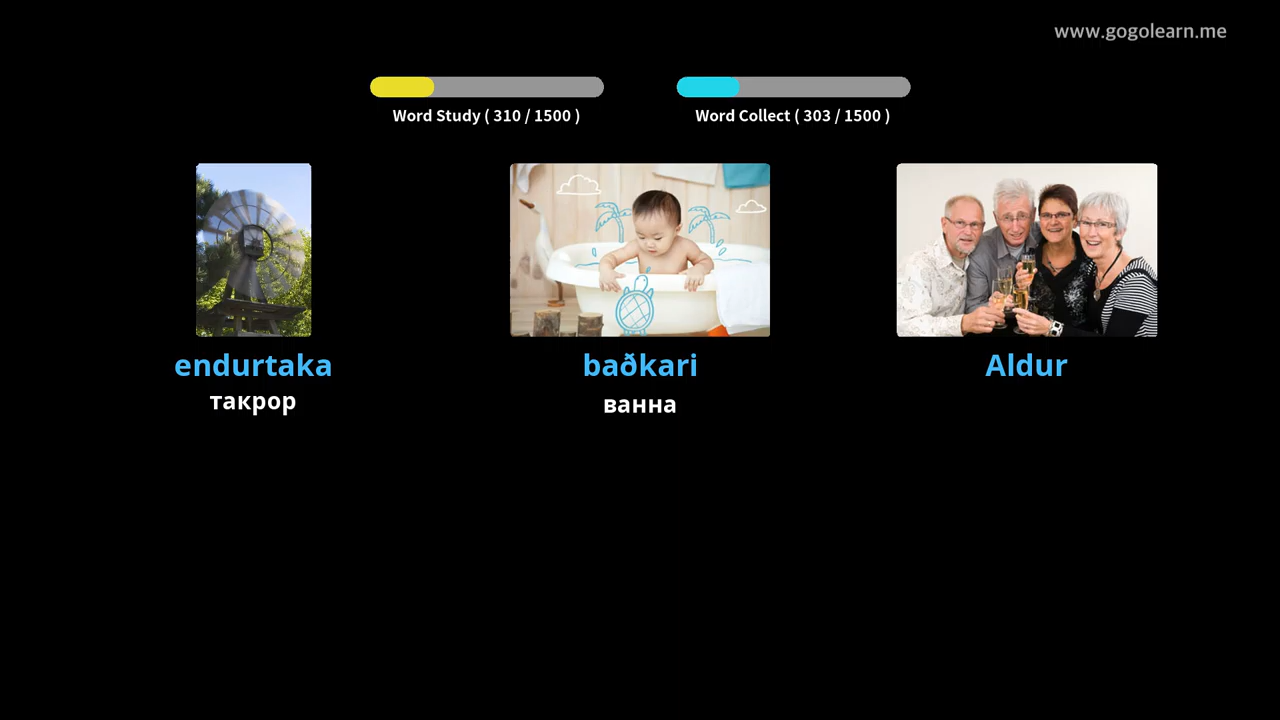 www.gogolearn.me
Word Study ( 310 / 1500 )
Word Collect ( 303 / 1500 )
endurtaka
такрор
baðkari
ванна
Aldur